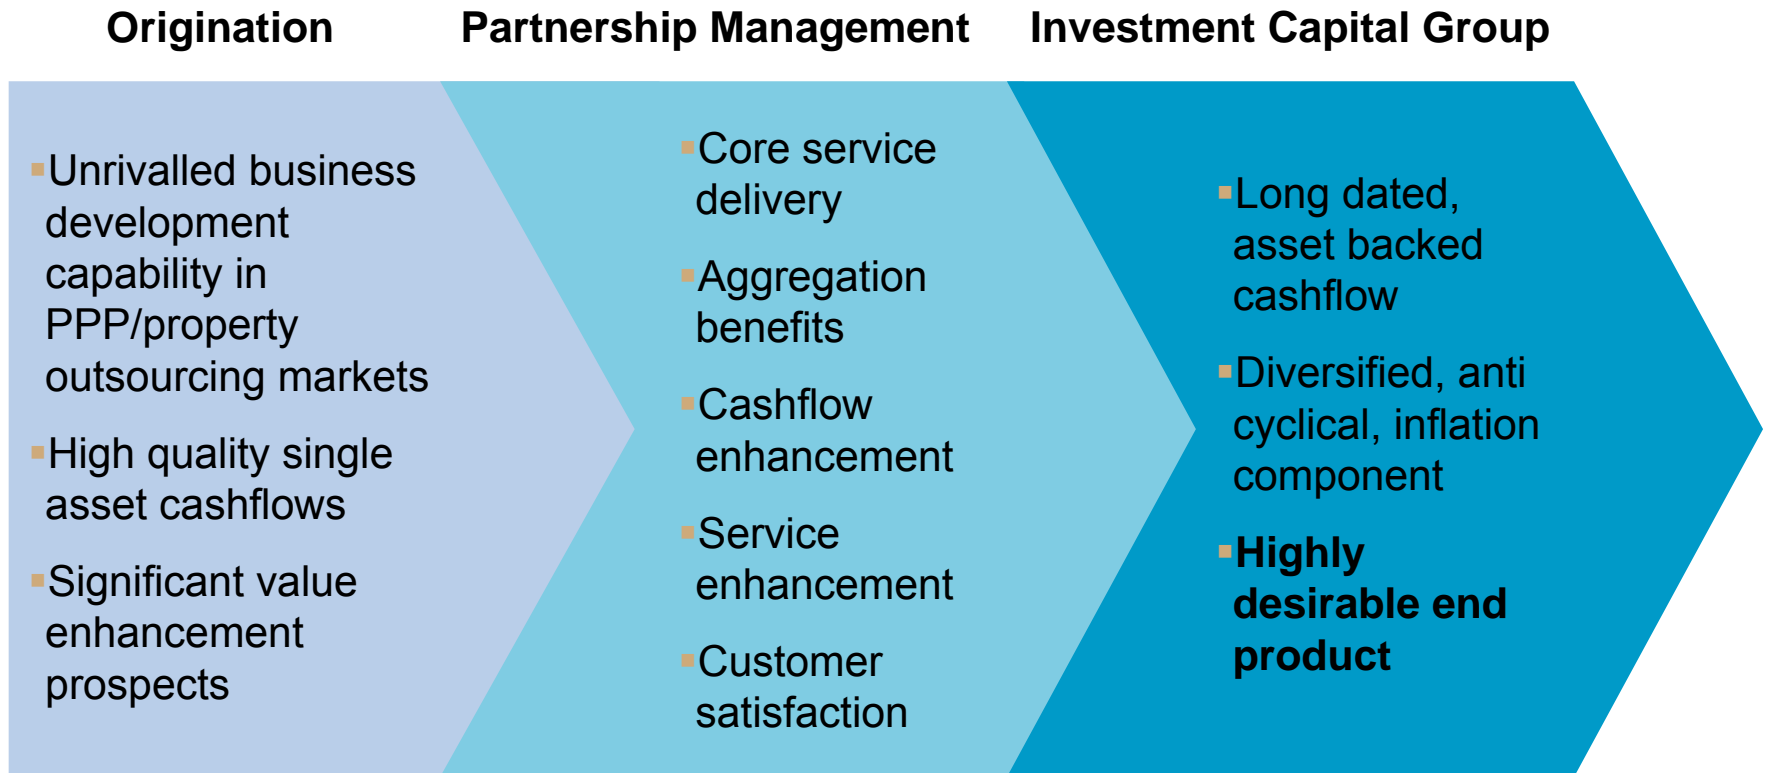 Origination
Partnership Management
Investment Capital Group
▪Unrivalled business
development
capability in
PPP/property
outsourcing markets
▪High quality single
asset cashflows
▪Significant value
enhancement
prospects
▪Core service
delivery
▪Aggregation
benefits
▪Cashflow
enhancement
▪Service
enhancement
▪Customer
satisfaction
▪Long dated,
asset backed
cashflow
▪Diversified, anti
cyclical, inflation
component
▪Highly
desirable end
product